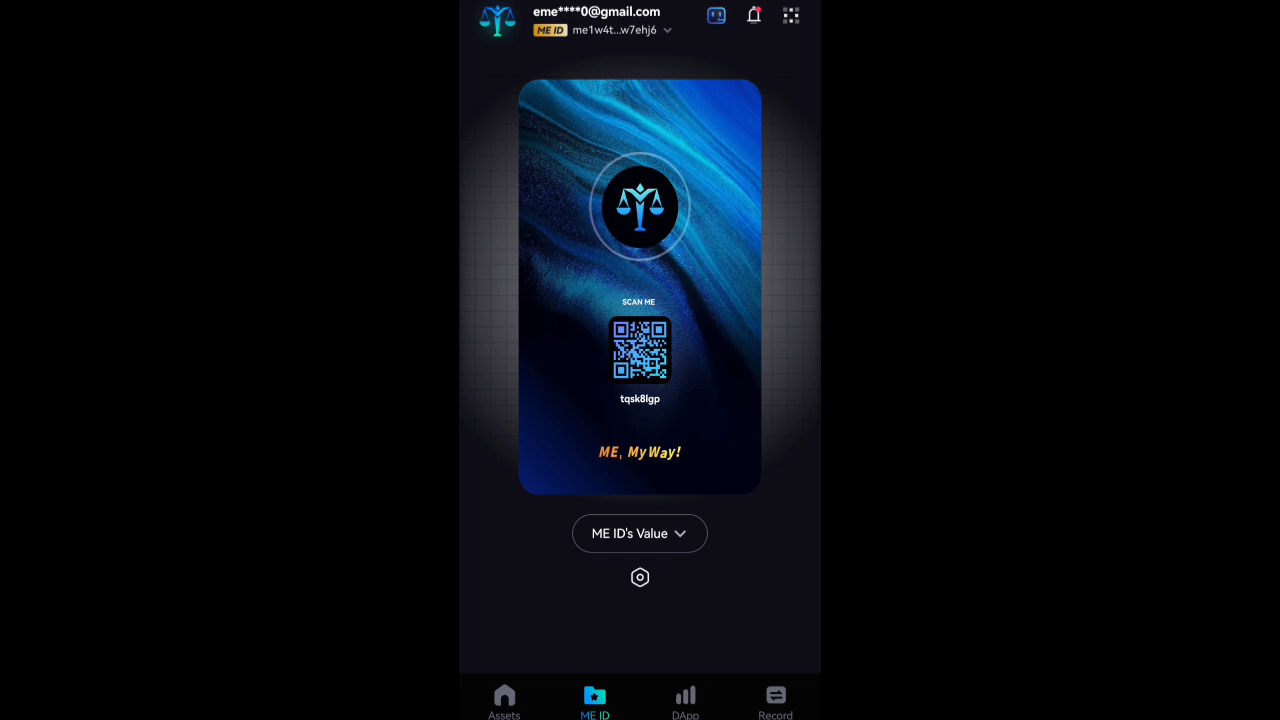 eme****0@gmail.com
ME ID me1w4t...w7ehj6
SCAN ME
tqsk8lgp
ME, My Way!
ME ID's Value
Assets
ME ID
DApp
Record